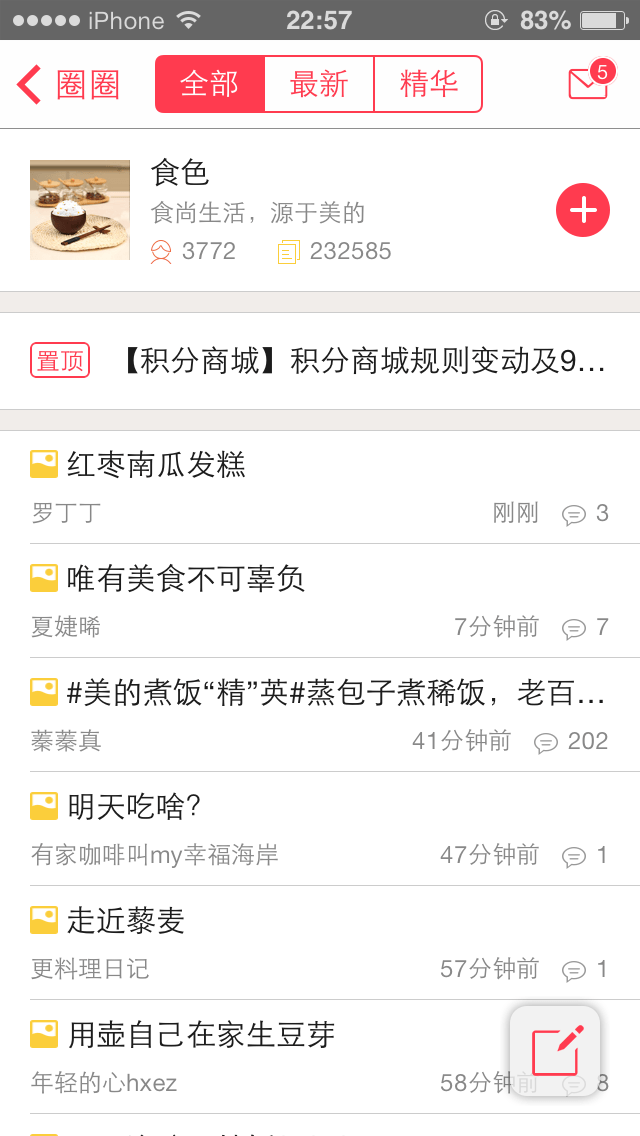 iPhone 22:57 83%
圈圈 全部 最新 精华 5
食色
食尚生活，源于美的
3772 232585
置顶 【积分商城】积分商城规则变动及9...
红枣南瓜发糕
罗丁丁 刚刚 3
唯有美食不可辜负
夏婕晞 7分钟前 7
#美的煮饭“精”英#蒸包子煮稀饭，老百...
蓁蓁真 41分钟前 202
明天吃啥？
有家咖啡叫my幸福海岸 47分钟前 1
走近藜麦
更料理日记 57分钟前 1
用壶自己在家生豆芽
年轻的心hxez 58分钟前 8